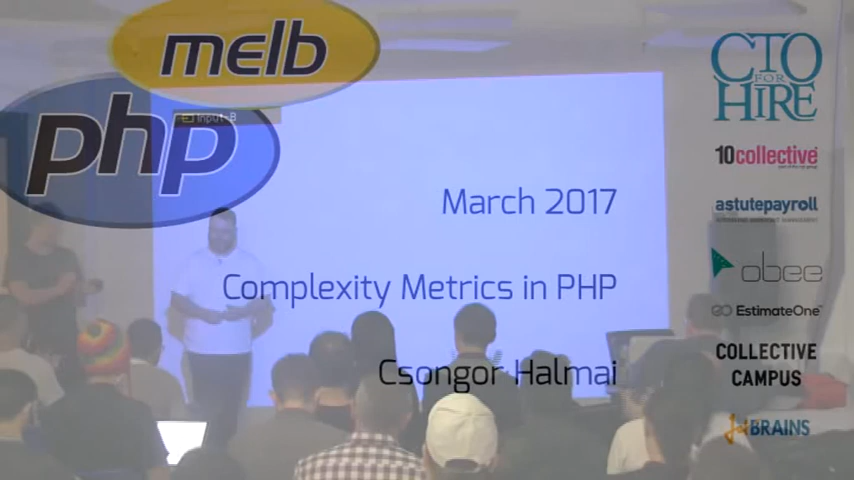 melb
php
Input-B
March 2017
Complexity Metrics in PHP
Csongor Halmai
CTO
FOR
HIRE
10collective
astutepayroll
obee
EstimateOne
COLLECTIVE
CAMPUS
BRAINS